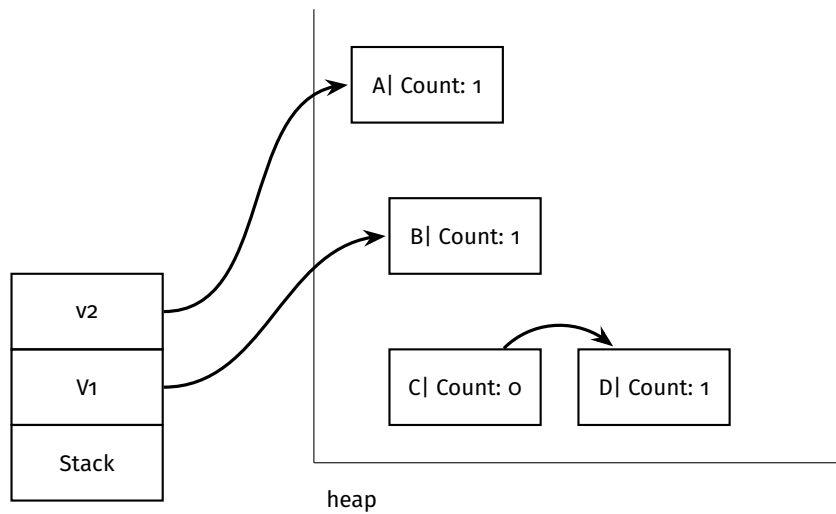 A| Count: 1
B| Count: 1
v2
V1
C| Count: 0
D| Count: 1
Stack
heap